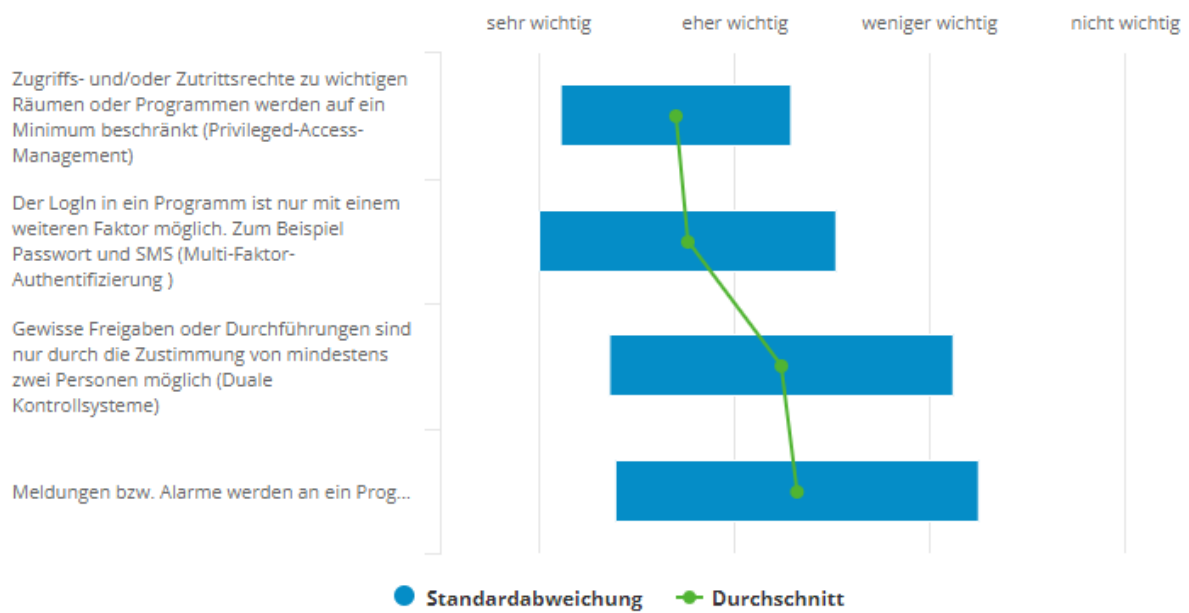 sehr wichtig eher wichtig weniger wichtig nicht wichtig
Zugriffs- und/oder Zutrittsrechte zu wichtigen
Räumen oder Programmen werden auf ein
Minimum beschränkt (Privileged-Access-
Management)
Der LogIn in ein Programm ist nur mit einem
weiteren Faktor möglich. Zum Beispiel
Passwort und SMS (Multi-Faktor-
Authentifizierung )
Gewisse Freigaben oder Durchführungen sind
nur durch die Zustimmung von mindestens
zwei Personen möglich (Duale
Kontrollsysteme)
Meldungen bzw. Alarme werden an ein Prog...
Standardabweichung Durchschnitt